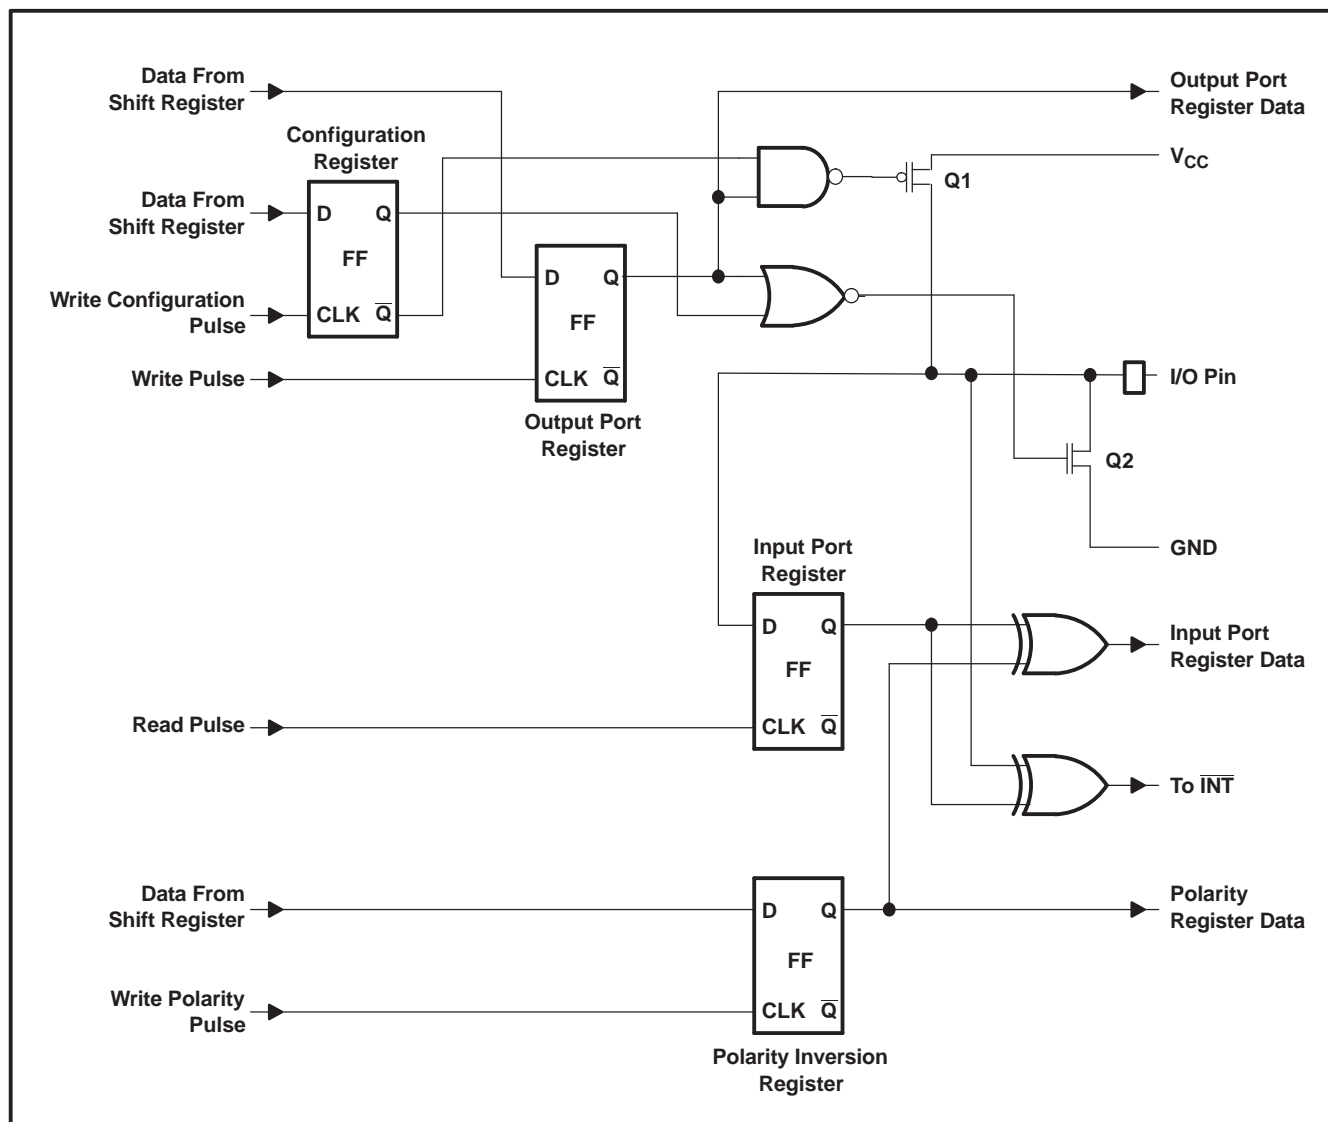 Data From
Shift Register
Output Port
Register Data
Configuration
Register
VCC
Q1
Data From
Shift Register
D Q
FF
CLK Q̅
D Q
FF
CLK Q̅
Write Configuration
Pulse
Write Pulse
I/O Pin
Output Port
Register
Q2
GND
Input Port
Register
D Q
FF
CLK Q̅
Input Port
Register Data
Read Pulse
To I̅N̅T̅
Data From
Shift Register
D Q
FF
CLK Q̅
Polarity
Register Data
Write Polarity
Pulse
Polarity Inversion
Register